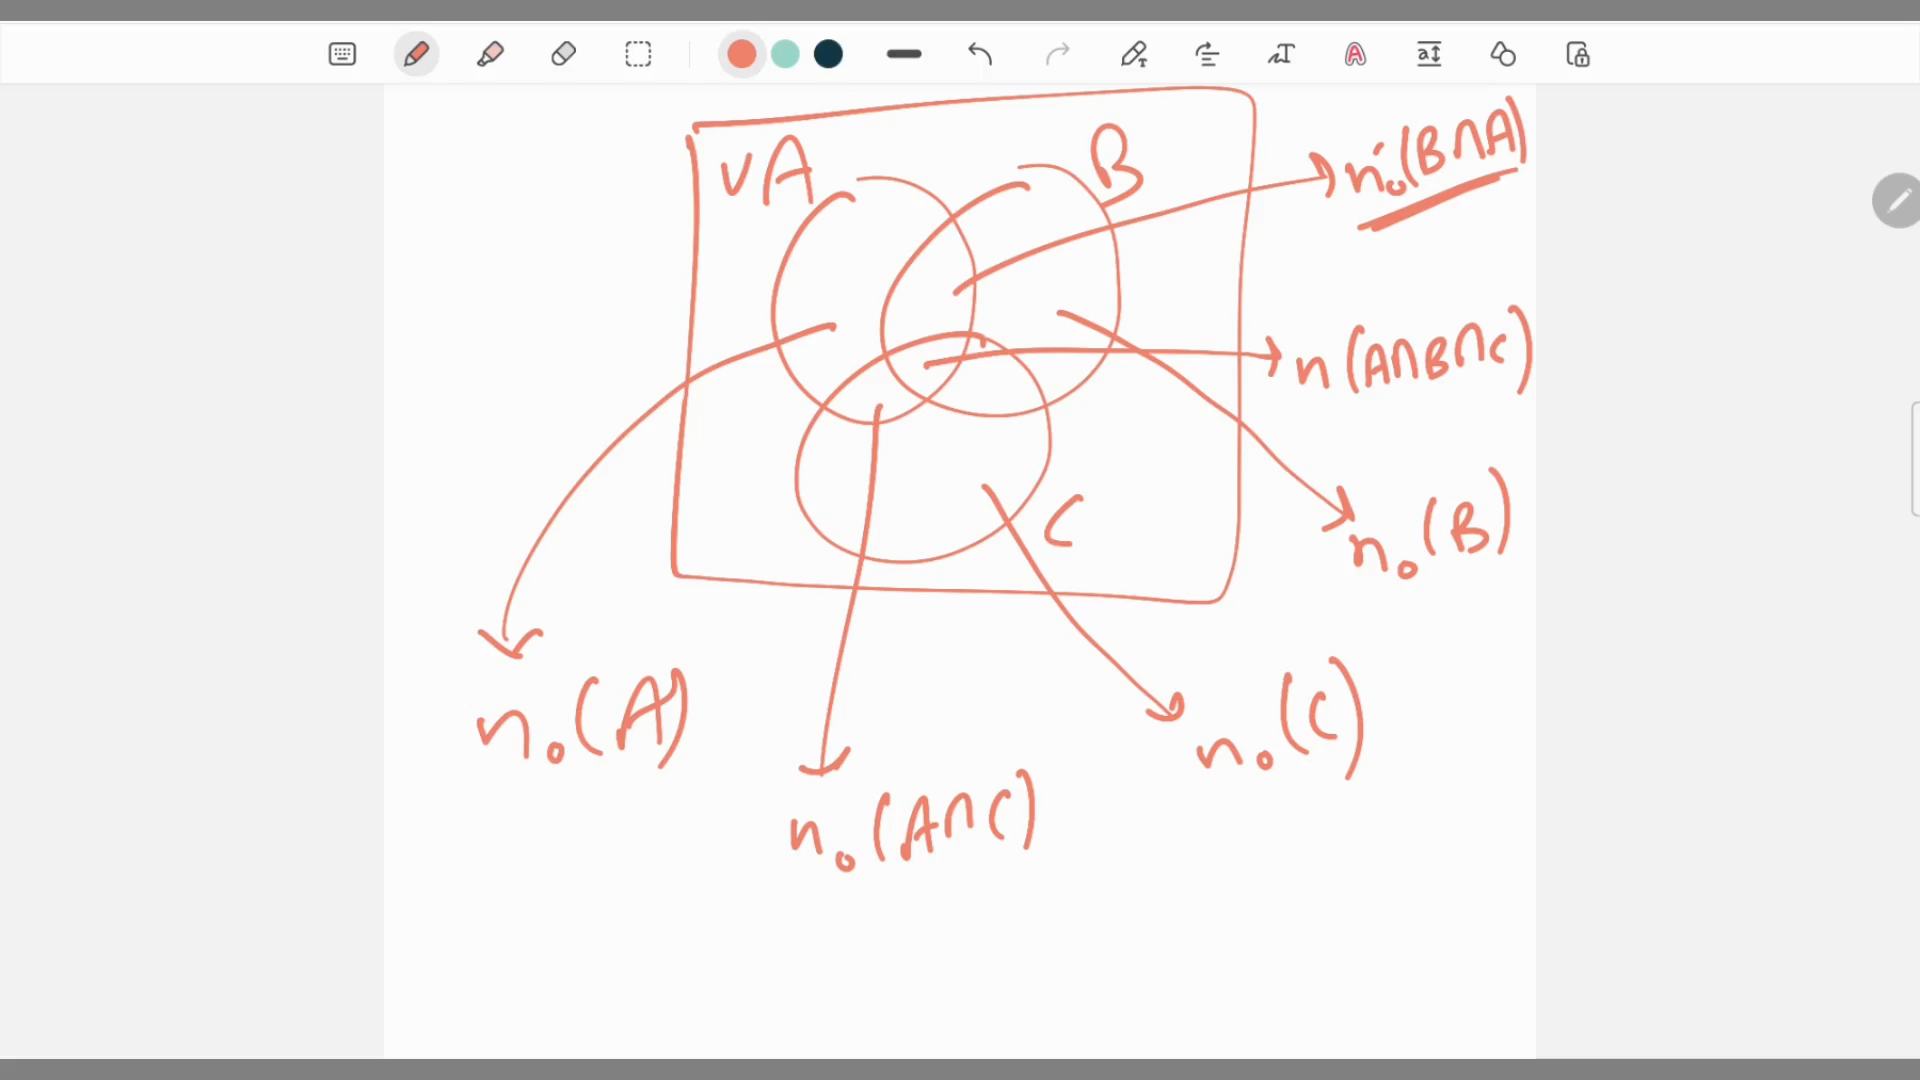 U A B
n₀(B∩A)
n(A∩B∩C)
n₀(B)
C
n₀(A)
n₀(C)
n₀(A∩C)